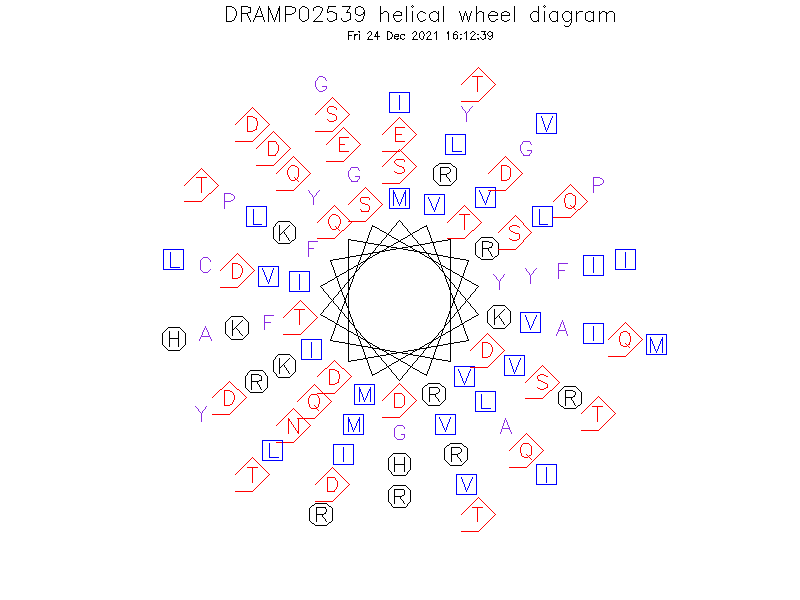 DRAMP02539 helical wheel diagram
Fri 24 Dec 2021 16:12:39
G T
I
S Y
D V
E
E L
D G
S
Q G R D
T P
Y M V
P S V Q
L L
Q T
K S
F R
L I
C I
D F
V Y
I Y
T K
F V
K A
A I
H Q
M
I D
K V
D V
R S
M R
D R
Q D L
Y T
N M V A
G
L Q
I R
H
T I
D V
R
R T